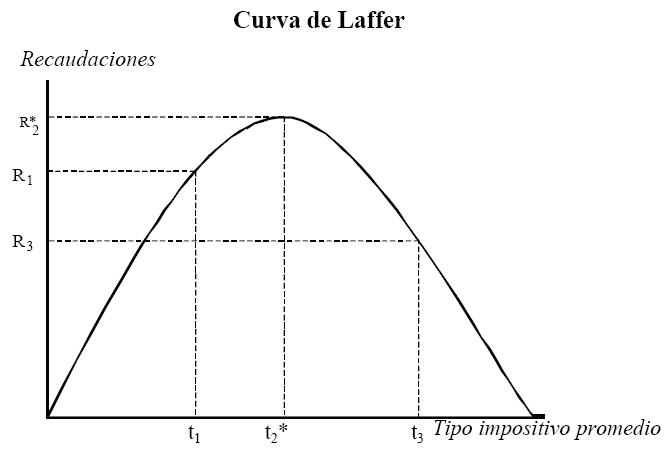 Curva de Laffer
Recaudaciones
R*2
R1
R3
t1 t2* t3 Tipo impositivo promedio